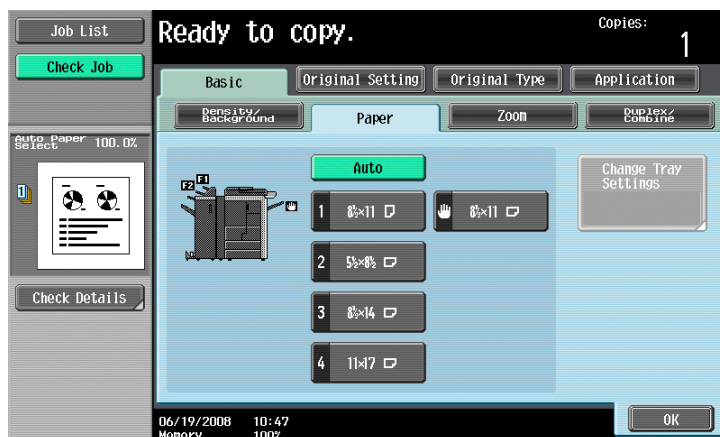 Job List
Ready to copy.
Copies:
1
Check Job
Basic
Original Setting
Original Type
Application
Density/
Background
Paper
Zoom
Duplex/
Combine
Auto Paper
Select
100.0%
1
F2
F1
Auto
Change Tray
Settings
1 8½×11
8½×11
2 5½×8½
Check Details
3 8½×14
4 11×17
OK
06/19/2008 10:47
Memory 100%